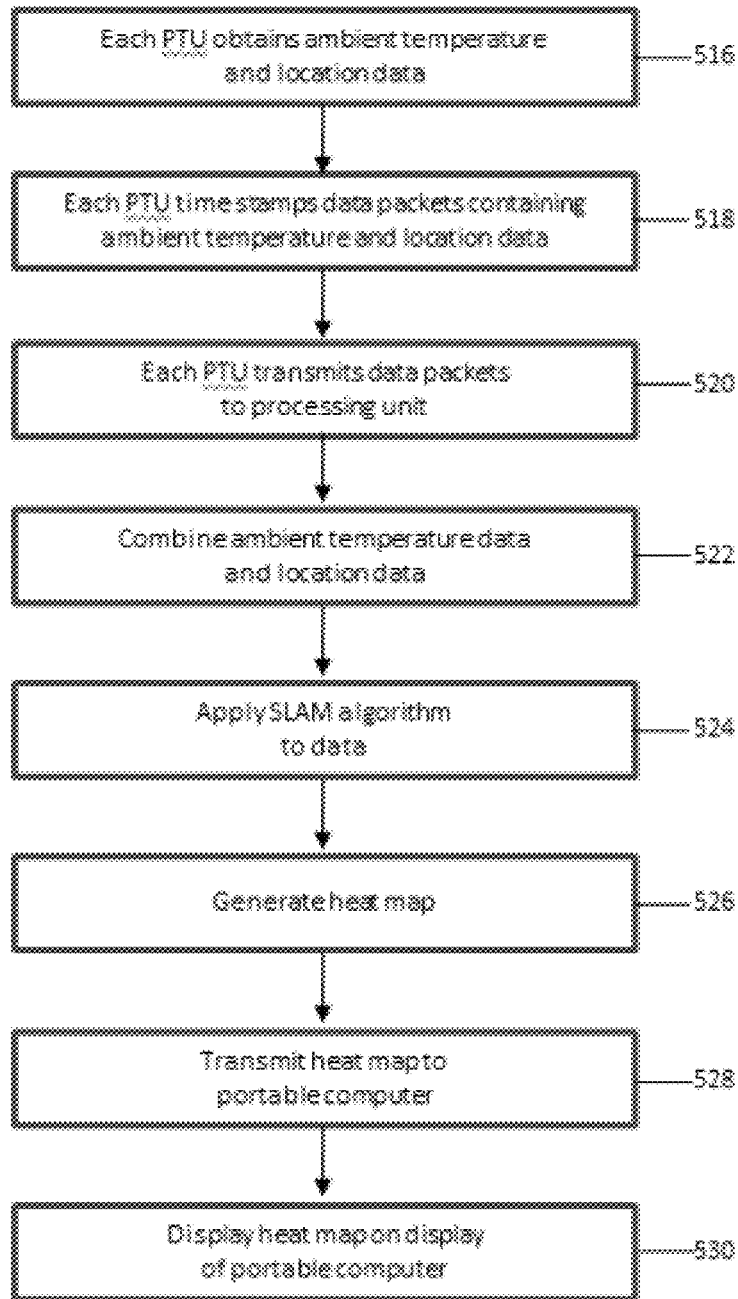 Each PTU obtains ambient temperature
and location data
516
Each PTU time stamps data packets containing
ambient temperature and location data
518
Each PTU transmits data packets
to processing unit
520
Combine ambient temperature data
and location data
522
Apply SLAM algorithm
to data
524
Generate heat map
526
Transmit heat map to
portable computer
528
Display heat map on display
of portable computer
530